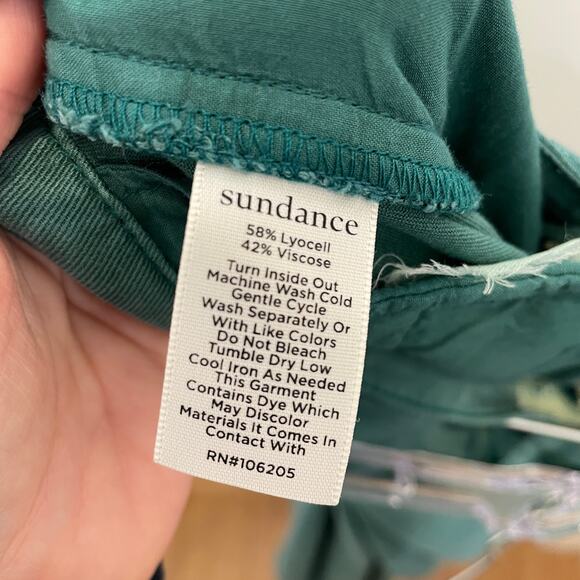 sundance
58% Lyocell
42% Viscose
Turn Inside Out
Machine Wash Cold
Gentle Cycle
Wash Separately Or
With Like Colors
Do Not Bleach
Tumble Dry Low
Cool Iron As Needed
This Garment
Contains Dye Which
May Discolor
Materials It Comes In
Contact With
RN#106205